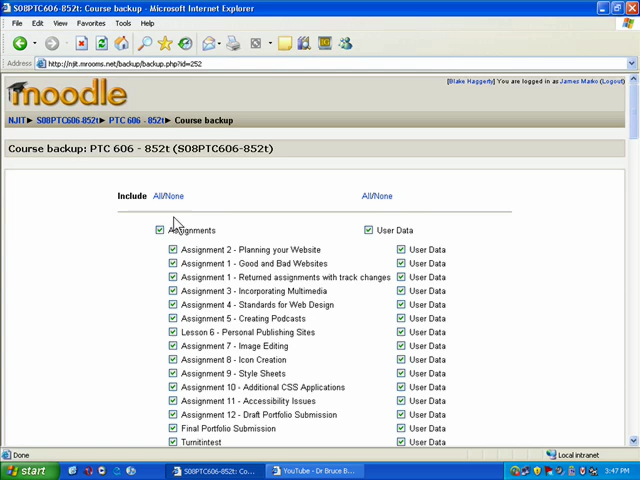 S08PTC606-852t: Course backup - Microsoft Internet Explorer
File Edit View Favorites Tools Help
Back
Address http://njit.mrooms.net/backup/backup.php?id=252
moodle
[Blake Haggerty] You are logged in as James Marko (Logout)
NJIT ► S08PTC606-852t ► PTC 606 - 852t ► Course backup
Course backup: PTC 606 - 852t (S08PTC606-852t)
Include All/None All/None
Assignments User Data
Assignment 2 - Planning your Website User Data
Assignment 1 - Good and Bad Websites User Data
Assignment 1 - Returned assignments with track changes User Data
Assignment 3 - Incorporating Multimedia User Data
Assignment 4 - Standards for Web Design User Data
Assignment 5 - Creating Podcasts User Data
Lesson 6 - Personal Publishing Sites User Data
Assignment 7 - Image Editing User Data
Assignment 8 - Icon Creation User Data
Assignment 9 - Style Sheets User Data
Assignment 10 - Additional CSS Applications User Data
Assignment 11 - Accessibility Issues User Data
Assignment 12 - Draft Portfolio Submission User Data
Final Portfolio Submission User Data
Turnitintest User Data
Done Local intranet
start S08PTC606-852t: Co... YouTube - Dr Bruce B... 3:47 PM